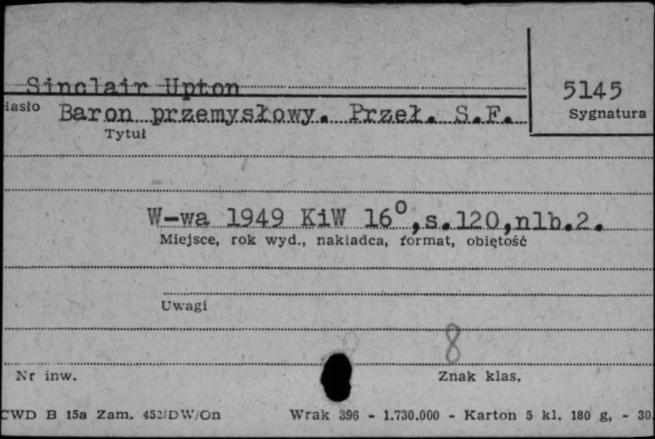 Sinclair Upton
5145
Hasło Baron przemysłowy. Przeł. S.F.
Sygnatura
Tytuł
W-wa 1949 KiW 16°,s.120,nlb.2.
Miejsce, rok wyd., nakładca, format, objętość
Uwagi
8
Nr inw.
Znak klas.
CWD B 15a Zam. 452/DW/On Wrak 396 - 1.730.000 - Karton 5 kl. 180 g, - 30.